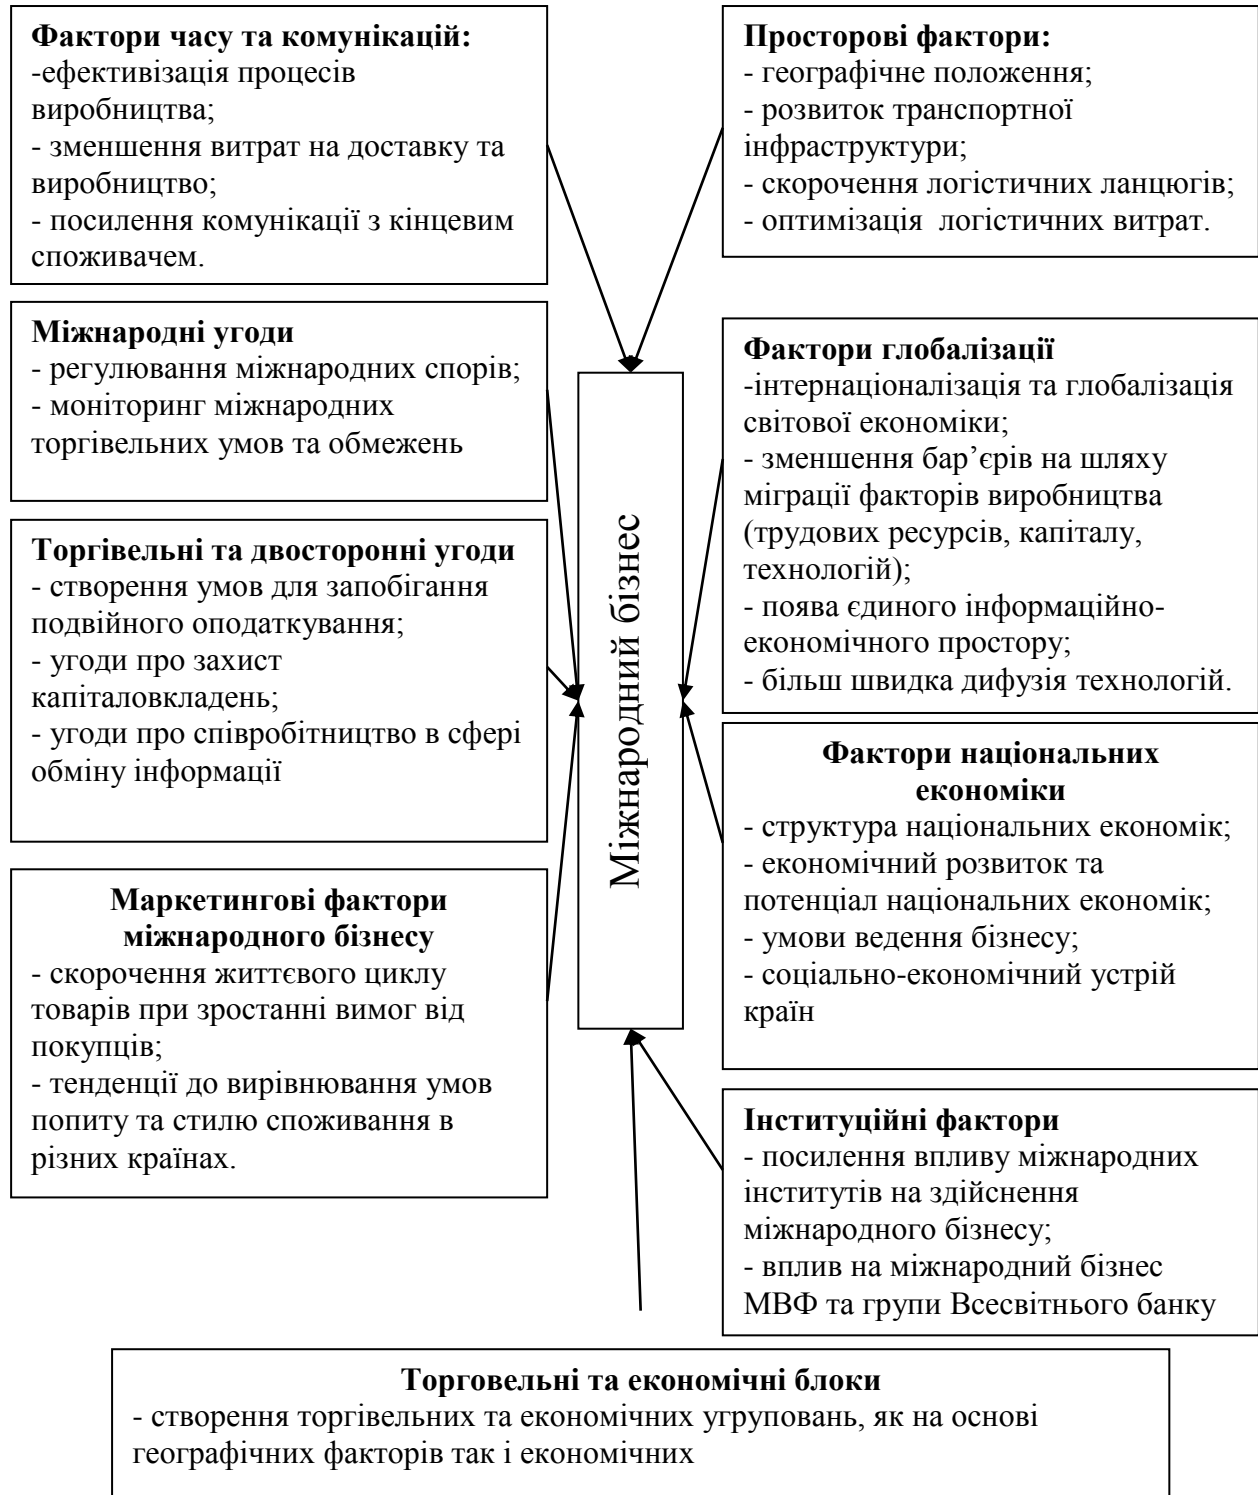 Фактори часу та комунікацій:
-ефективізація процесів
виробництва;
- зменшення витрат на доставку та
виробництво;
- посилення комунікації з кінцевим
споживачем.
Міжнародні угоди
- регулювання міжнародних спорів;
- моніторинг міжнародних
торгівельних умов та обмежень
Торгівельні та двосторонні угоди
- створення умов для запобігання
подвійного оподаткування;
- угоди про захист
капіталовкладень;
- угоди про співробітництво в сфері
обміну інформації
Маркетингові фактори
міжнародного бізнесу
- скорочення життєвого циклу
товарів при зростанні вимог від
покупців;
- тенденції до вирівнювання умов
попиту та стилю споживання в
різних країнах.
Міжнародний бізнес
Просторові фактори:
- географічне положення;
- розвиток транспортної
інфраструктури;
- скорочення логістичних ланцюгів;
- оптимізація логістичних витрат.
Фактори глобалізації
-інтернаціоналізація та глобалізація
світової економіки;
- зменшення бар’єрів на шляху
міграції факторів виробництва
(трудових ресурсів, капіталу,
технологій);
- поява єдиного інформаційно-
економічного простору;
- більш швидка дифузія технологій.
Фактори національних
економіки
- структура національних економік;
- економічний розвиток та
потенціал національних економік;
- умови ведення бізнесу;
- соціально-економічний устрій
країн
Інституційні фактори
- посилення впливу міжнародних
інститутів на здійснення
міжнародного бізнесу;
- вплив на міжнародний бізнес
МВФ та групи Всесвітнього банку
Торговельні та економічні блоки
- створення торгівельних та економічних угруповань, як на основі
географічних факторів так і економічних